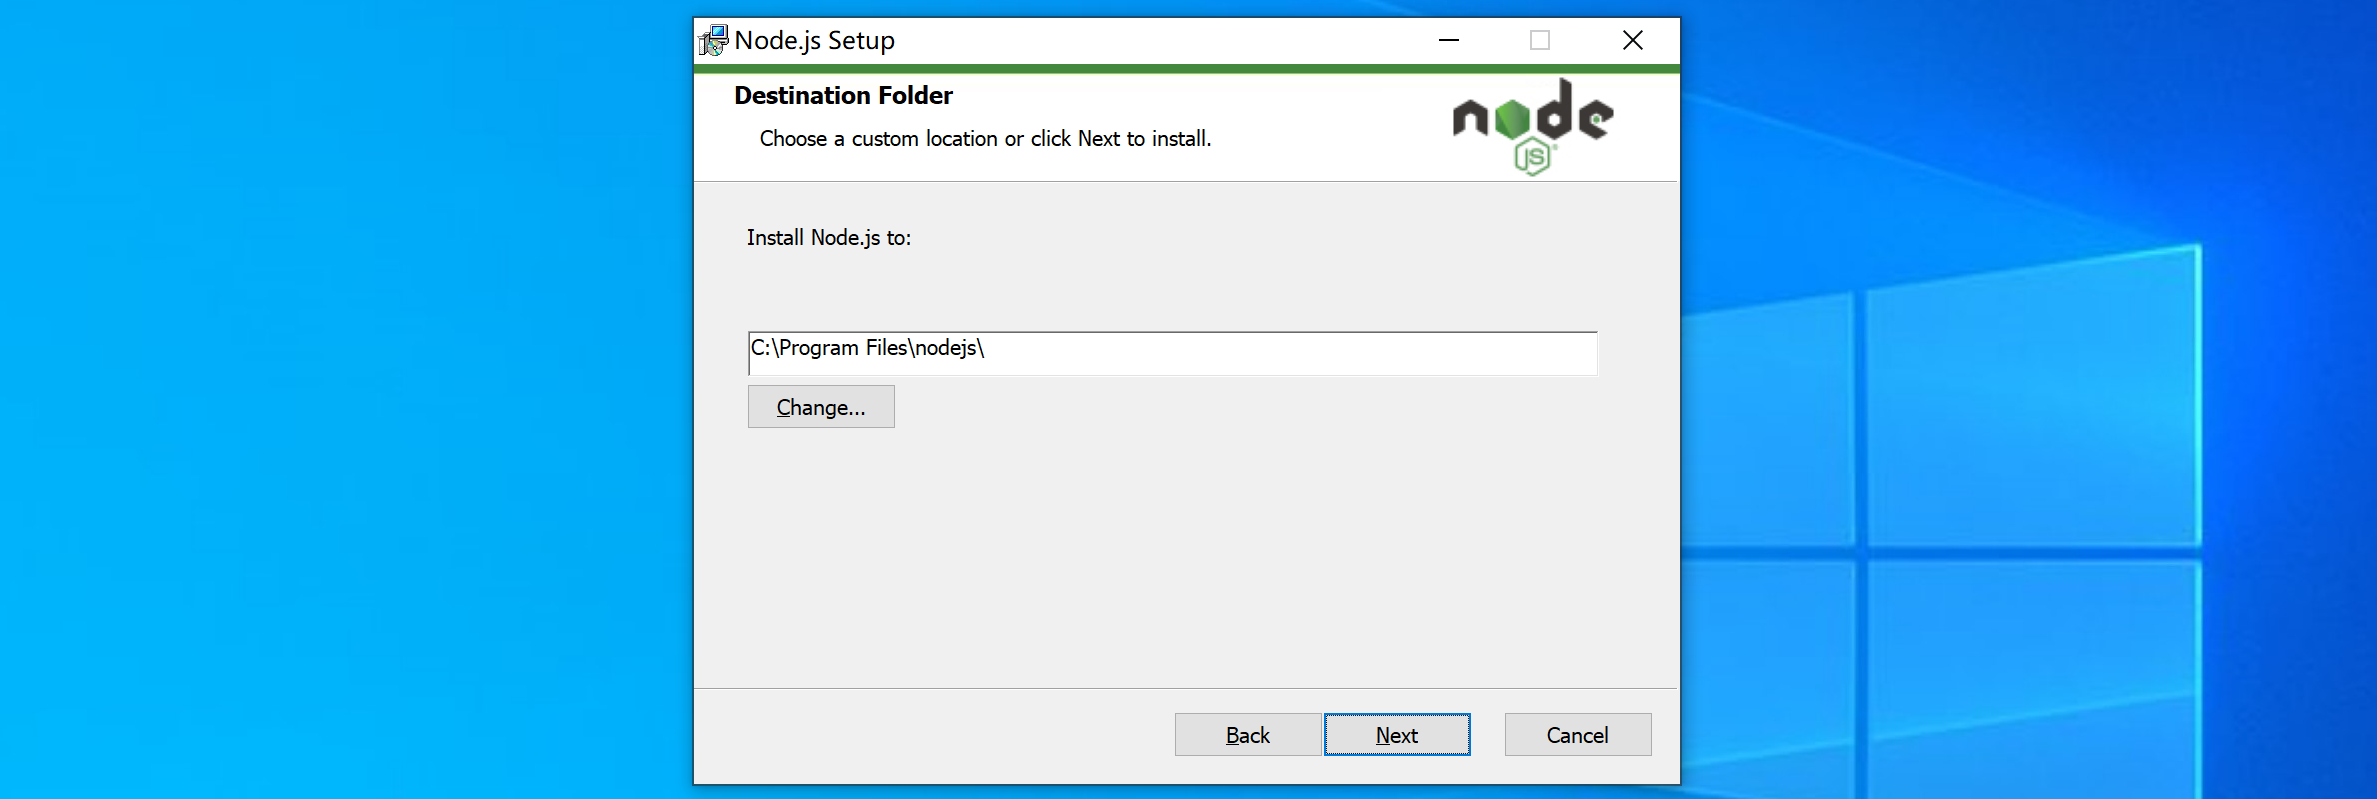 Node.js Setup
Destination Folder
Choose a custom location or click Next to install.
node
JS
Install Node.js to:
C:\Program Files\nodejs\
Change...
Back
Next
Cancel